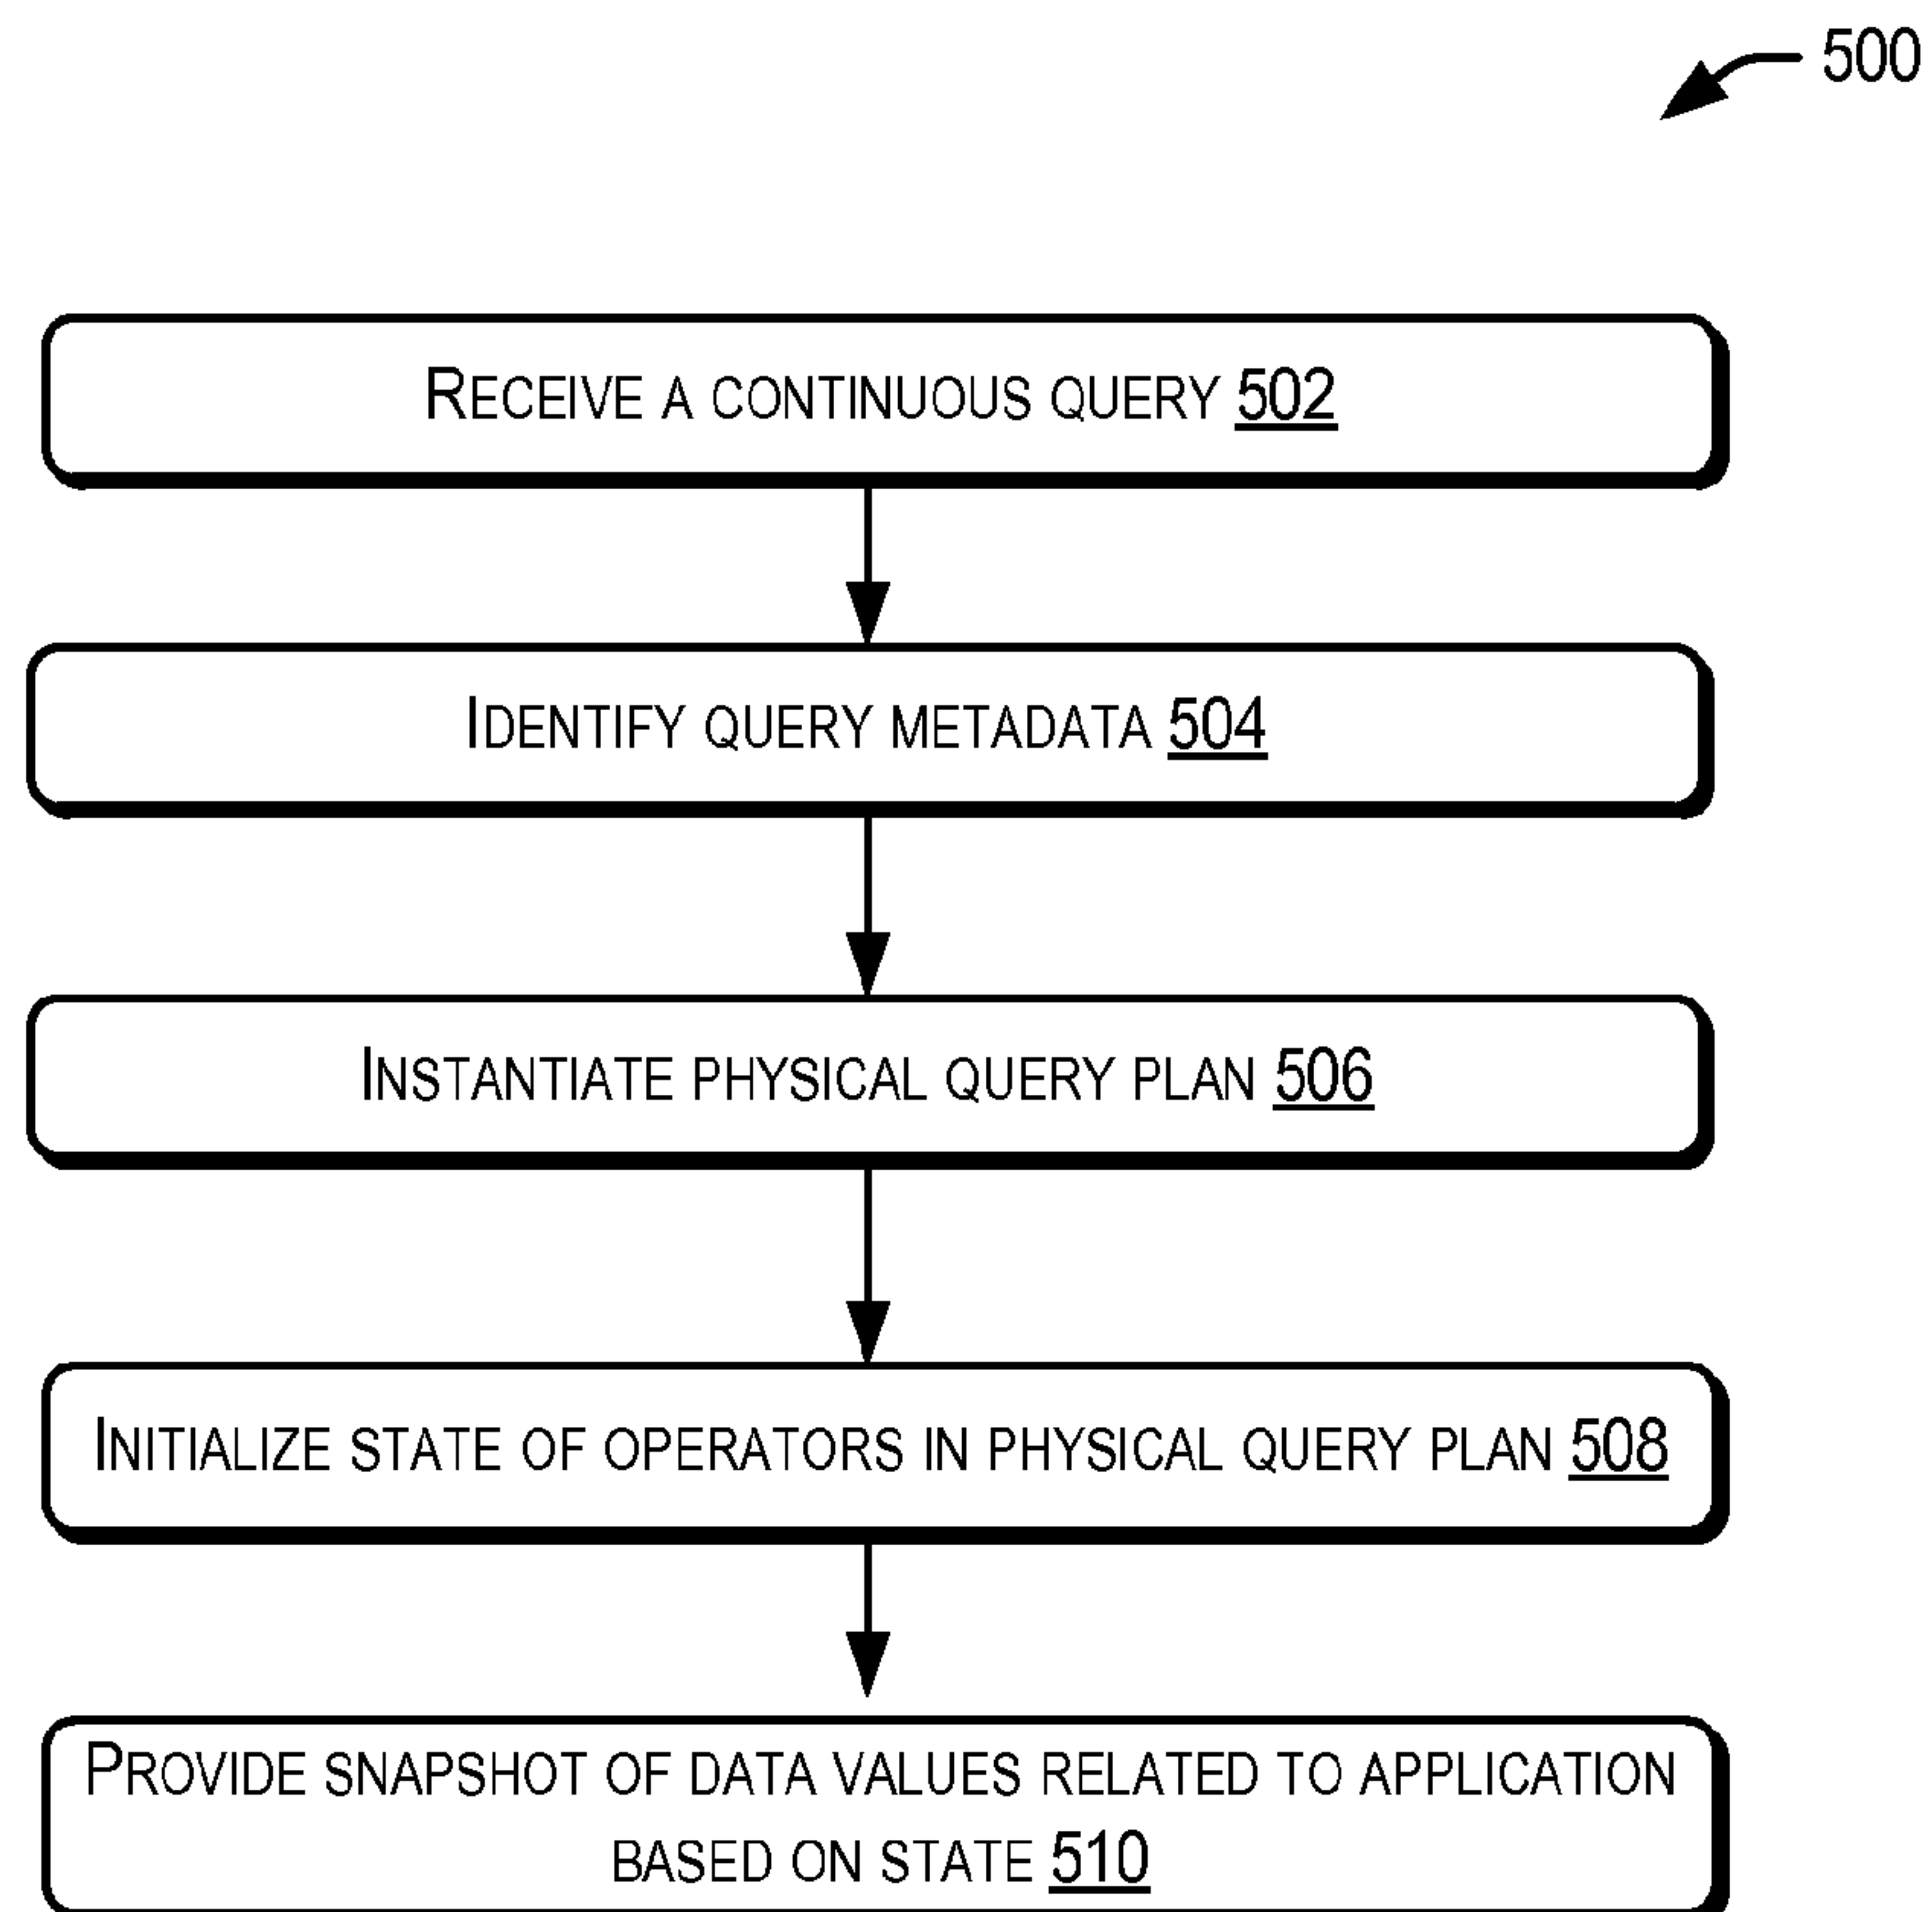 500
RECEIVE A CONTINUOUS QUERY 502
IDENTIFY QUERY METADATA 504
INSTANTIATE PHYSICAL QUERY PLAN 506
INITIALIZE STATE OF OPERATORS IN PHYSICAL QUERY PLAN 508
PROVIDE SNAPSHOT OF DATA VALUES RELATED TO APPLICATION
BASED ON STATE 510